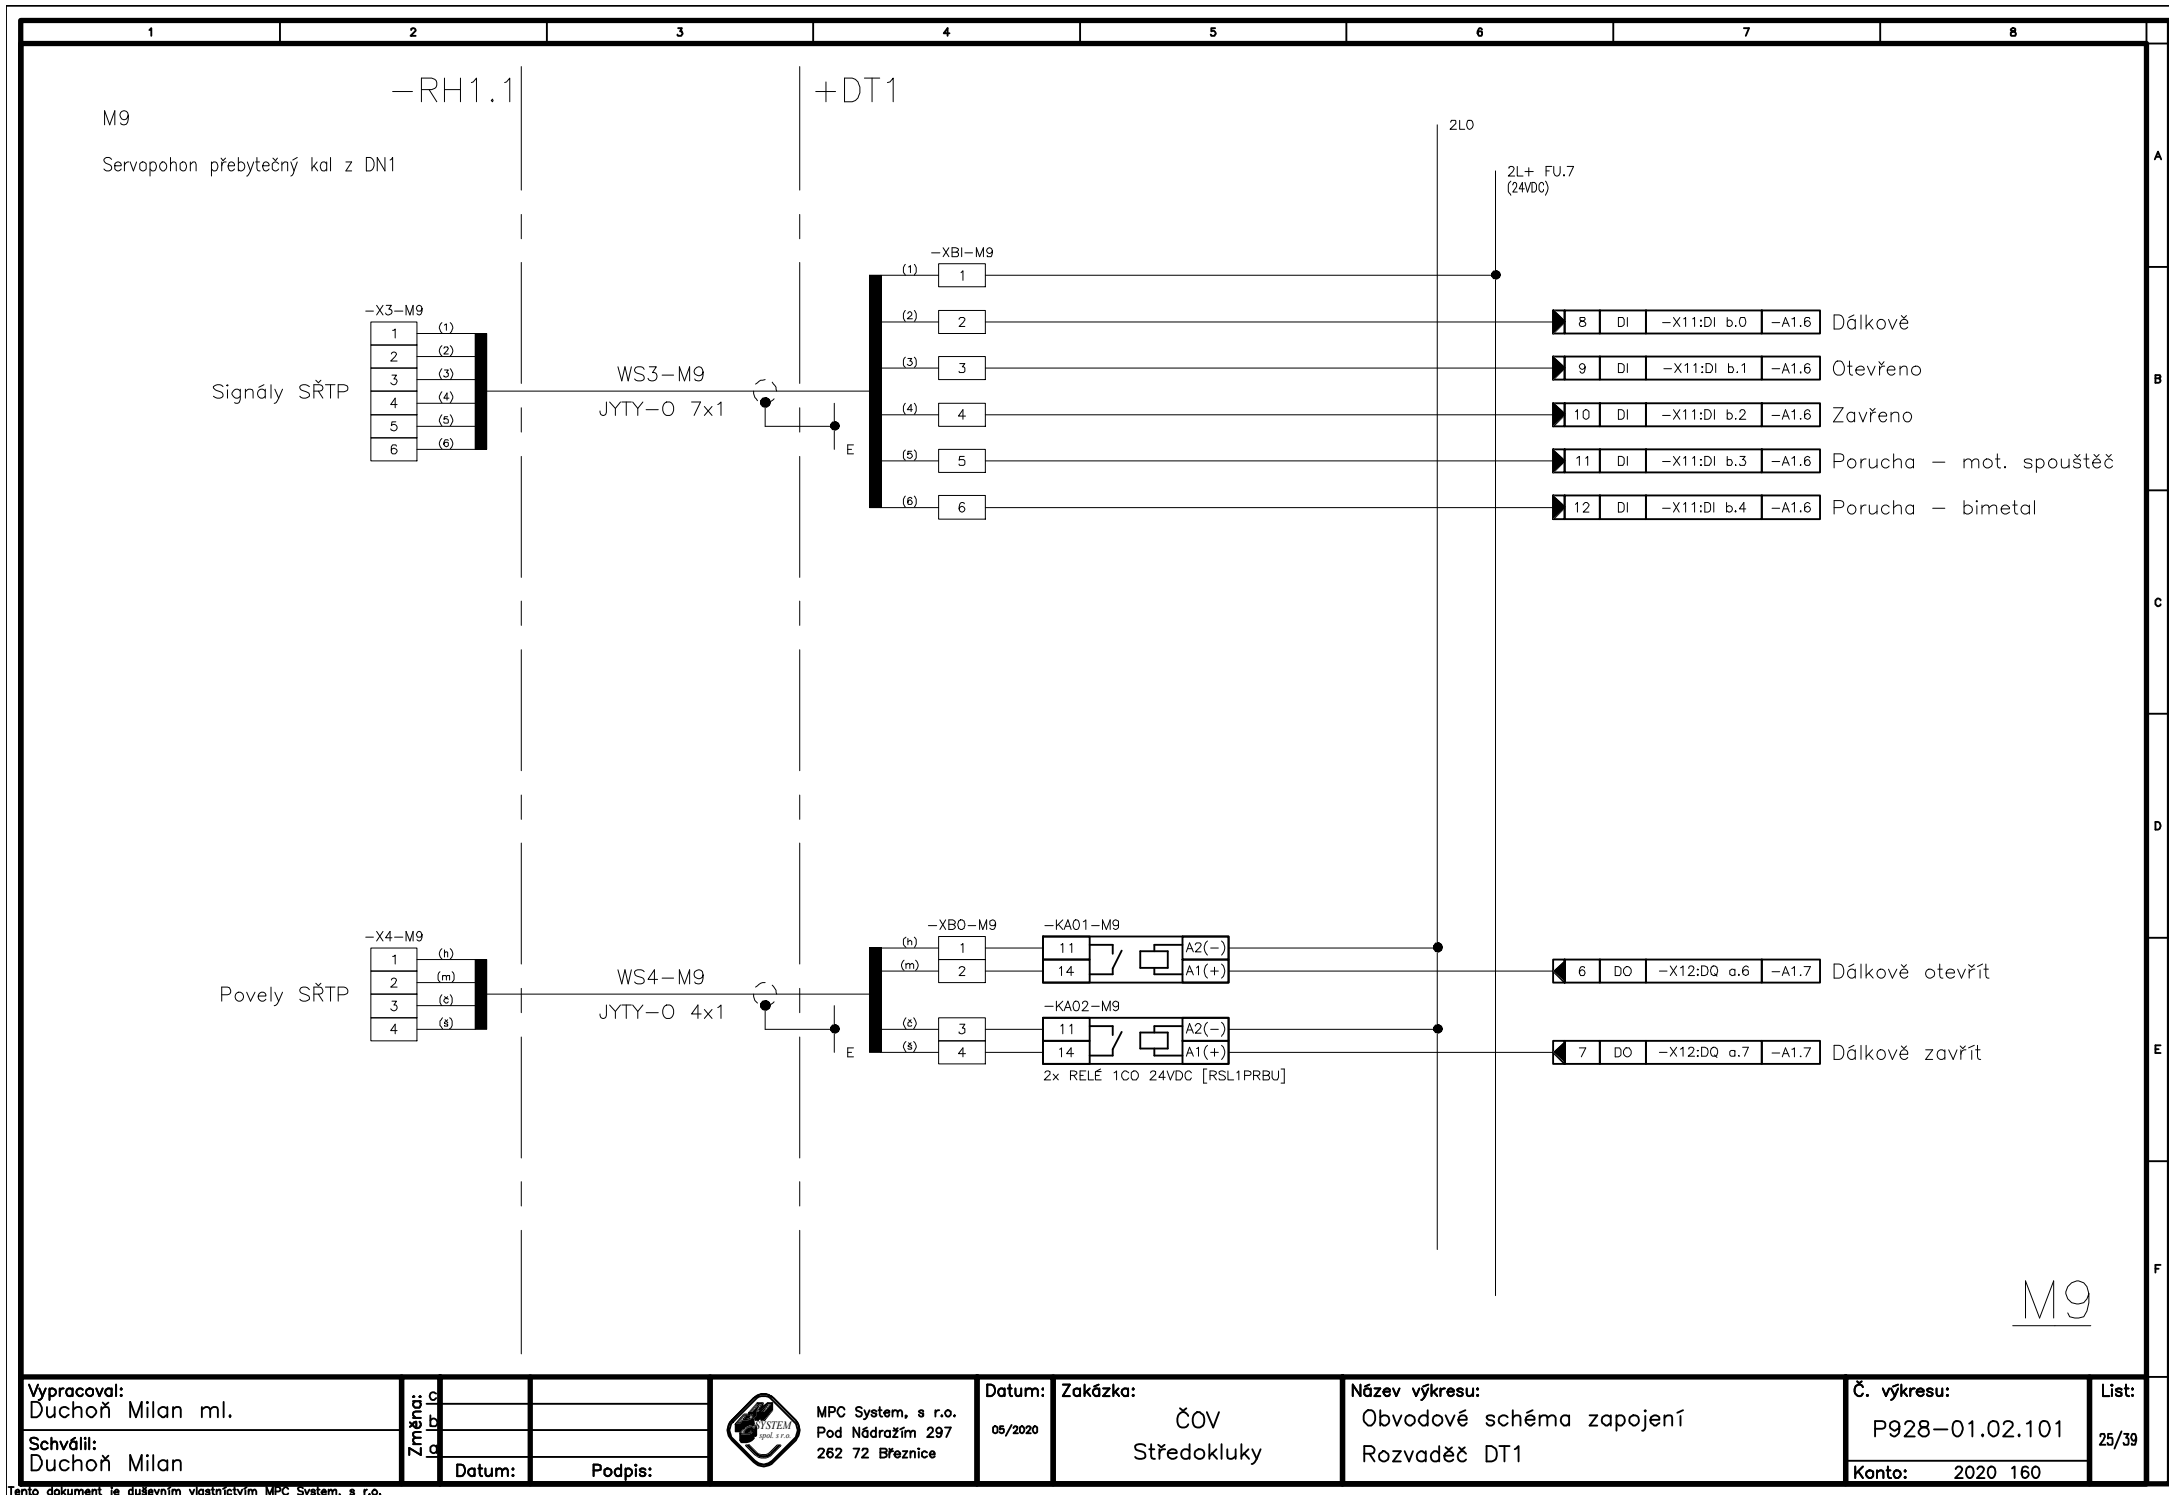 1 2 3 4 5 6 7 8
-RH1.1
+DT1
M9
Servopohon přebytečný kal z DN1
2L0
2L+ FU.7
(24VDC)
A
B
C
D
E
F
-X3-M9
1 (1)
2 (2)
3 (3)
4 (4)
5 (5)
6 (6)
Signály SŘTP
WS3-M9
JYTY-O 7x1
E
-XBI-M9
(1) 1
(2) 2
(3) 3
(4) 4
(5) 5
(6) 6
8 DI -X11:DI b.0 -A1.6 Dálkově
9 DI -X11:DI b.1 -A1.6 Otevřeno
10 DI -X11:DI b.2 -A1.6 Zavřeno
11 DI -X11:DI b.3 -A1.6 Porucha - mot. spouštěč
12 DI -X11:DI b.4 -A1.6 Porucha - bimetal
-X4-M9
1 (h)
2 (m)
3 (č)
4 (š)
Povely SŘTP
WS4-M9
JYTY-O 4x1
E
-XBO-M9
(h) 1
(m) 2
(č) 3
(š) 4
-KA01-M9
11 A2(-)
14 A1(+)
-KA02-M9
11 A2(-)
14 A1(+)
2x RELÉ 1CO 24VDC [RSL1PRBU]
6 DO -X12:DQ a.6 -A1.7 Dálkově otevřít
7 DO -X12:DQ a.7 -A1.7 Dálkově zavřít
M9
Vypracoval:
Duchoň Milan ml.
Schválil:
Duchoň Milan
Změna:
c
b
a
Datum: Podpis:
SYSTEM
spol. s r.o.
MPC System, s r.o.
Pod Nádražím 297
262 72 Březnice
Datum:
05/2020
Zakázka:
ČOV
Středokluky
Název výkresu:
Obvodové schéma zapojení
Rozvaděč DT1
Č. výkresu:
P928-01.02.101
Konto: 2020 160
List:
25/39
Tento dokument je duševním vlastníctvím MPC System, s r.o.